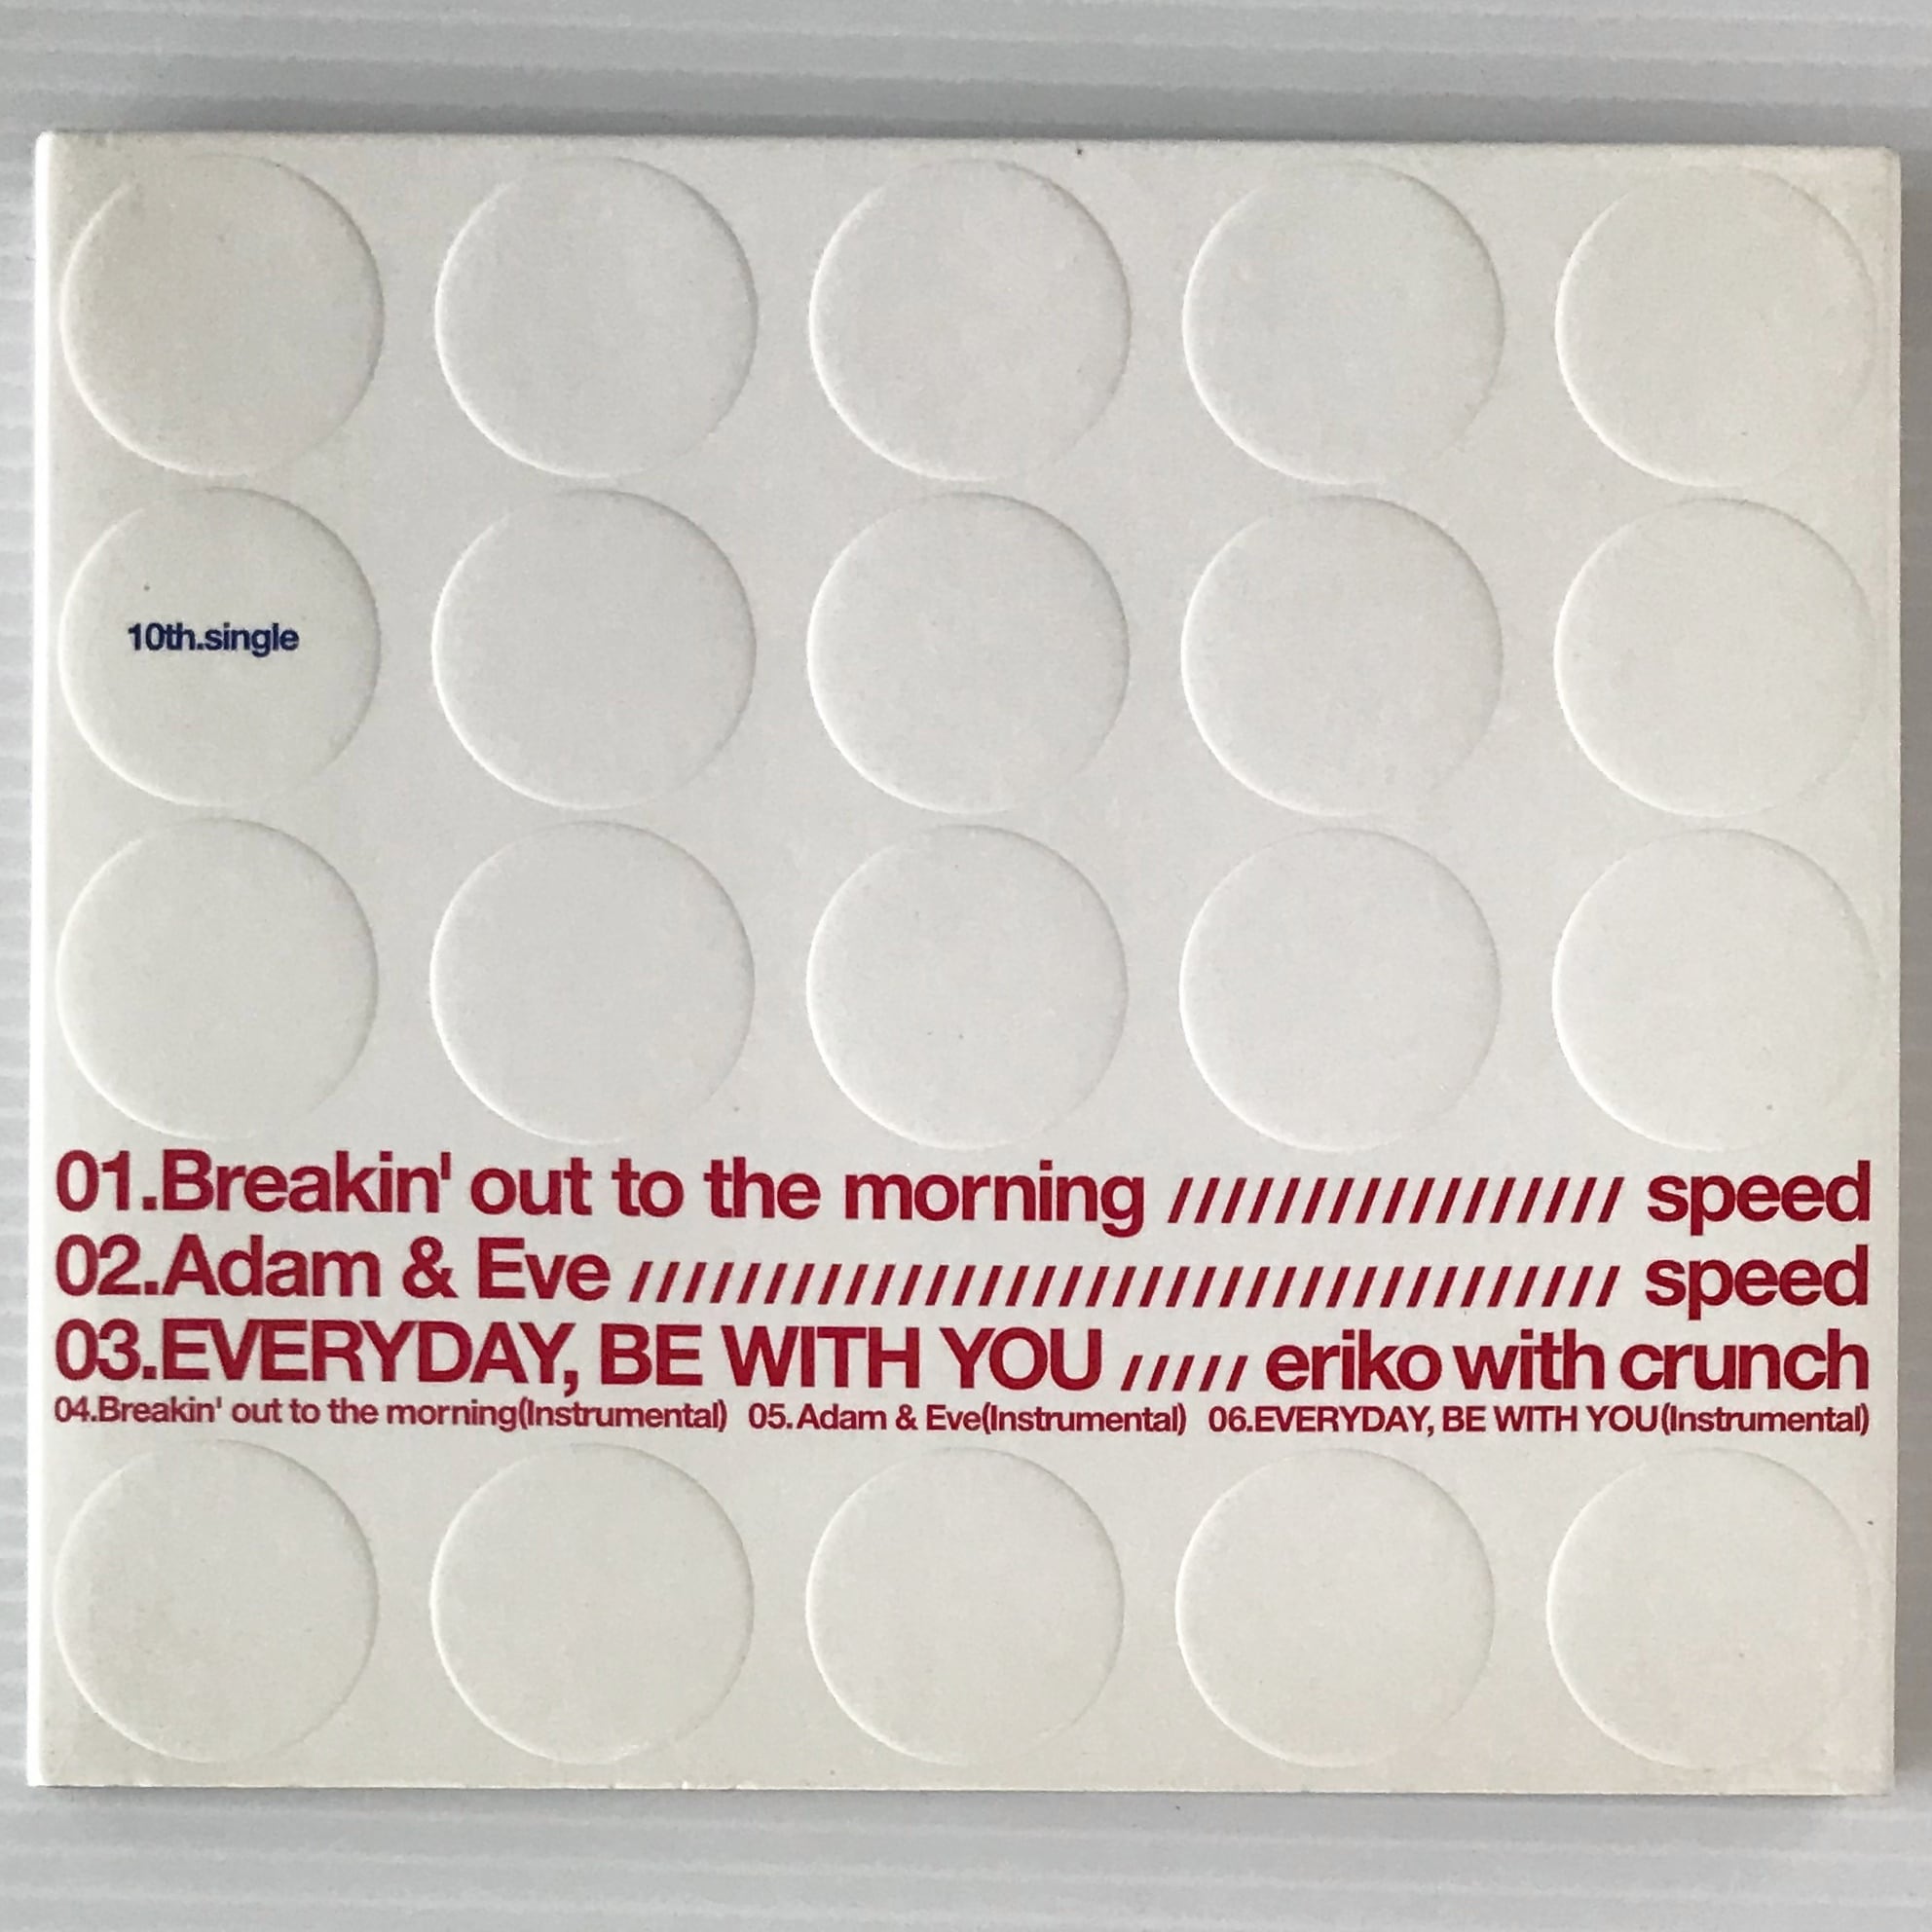 10th.single
01.Breakin' out to the morning ///////////////// speed
02.Adam & Eve ///////////////////////////////////// speed
03.EVERYDAY, BE WITH YOU ///// eriko with crunch
04.Breakin' out to the morning(Instrumental) 05.Adam & Eve(Instrumental) 06.EVERYDAY, BE WITH YOU(Instrumental)